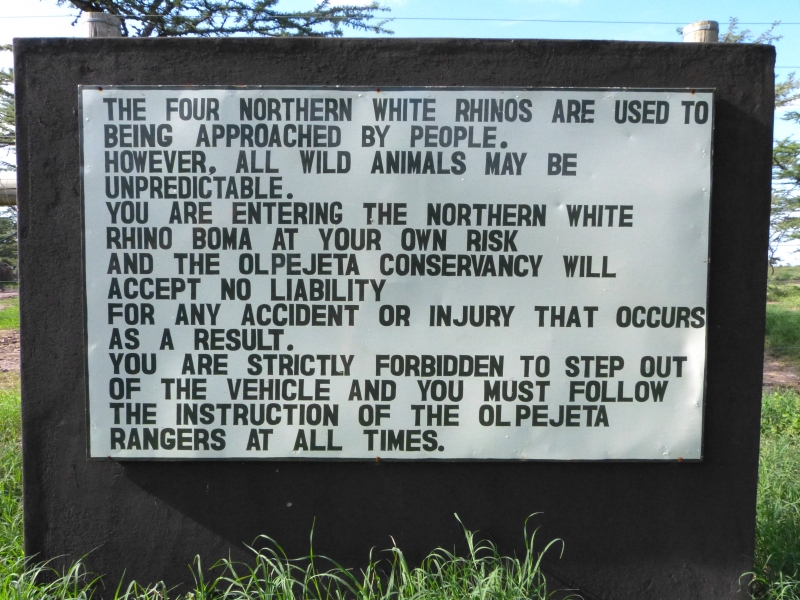 THE FOUR NORTHERN WHITE RHINOS ARE USED TO
BEING APPROACHED BY PEOPLE.
HOWEVER, ALL WILD ANIMALS MAY BE
UNPREDICTABLE.
YOU ARE ENTERING THE NORTHERN WHITE
RHINO BOMA AT YOUR OWN RISK
AND THE OLPEJETA CONSERVANCY WILL
ACCEPT NO LIABILITY
FOR ANY ACCIDENT OR INJURY THAT OCCURS
AS A RESULT.
YOU ARE STRICTLY FORBIDDEN TO STEP OUT
OF THE VEHICLE AND YOU MUST FOLLOW
THE INSTRUCTION OF THE OLPEJETA
RANGERS AT ALL TIMES.